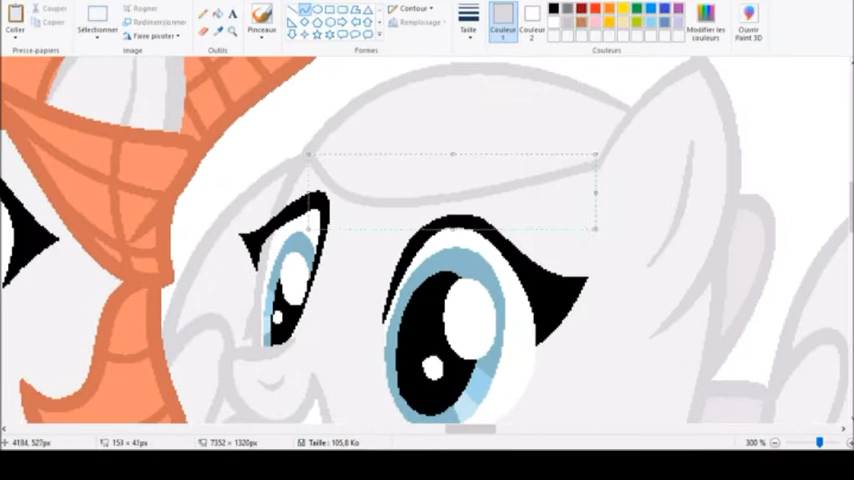 Coller
Couper
Copier
Presse-papiers
Sélectionner
Rogner
Redimensionner
Faire pivoter
Image
A
Outils
Pinceaux
Contour
Remplissage
Formes
Taille
Couleur 1
Couleur 2
Modifier les couleurs
Couleurs
Ouvrir Paint 3D
4184, 527px
153 × 41px
7352 × 1320px
Taille : 105,8 Ko
300 %